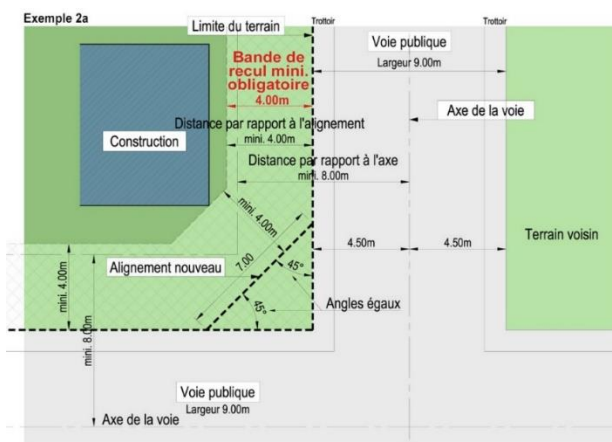 Exemple 2a
Trottoir
Trottoir
Limite du terrain
Voie publique
Largeur 9.00m
Bande de
recul mini.
obligatoire
4.00m
Axe de la voie
Distance par rapport à l'alignement
mini. 4.00m
Construction
Distance par rapport à l'axe
mini. 8.00m
mini. 4.00m
Terrain voisin
4.50m
4.50m
7.00
Alignement nouveau
45°
45°
Angles égaux
mini. 4.00m
mini. 8.00m
Voie publique
Largeur 9.00m
Axe de la voie